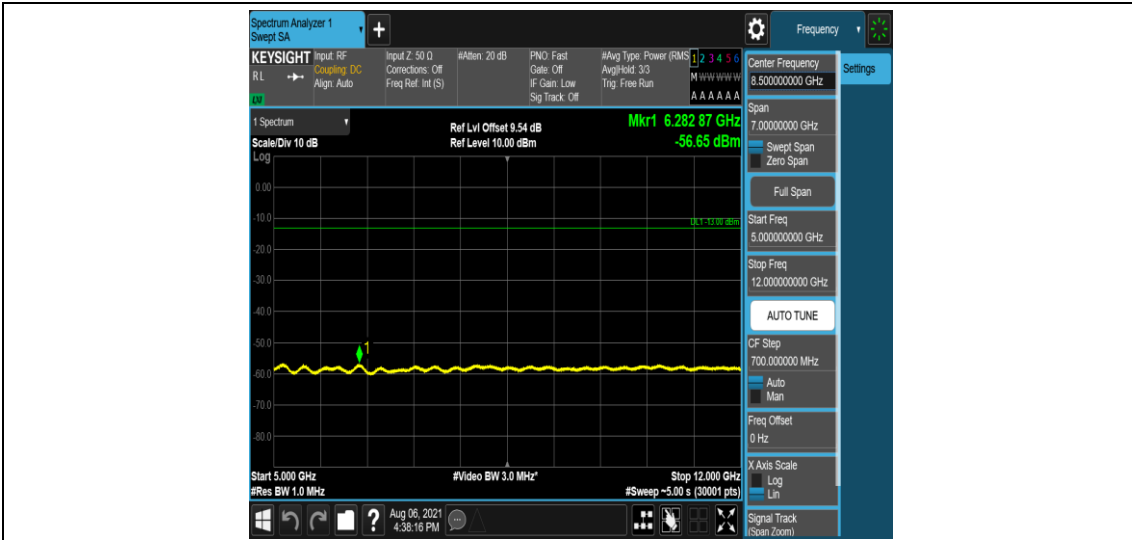 Spectrum Analyzer 1
Swept SA
+
Frequency
KEYSIGHT
RL
LXI
Input: RF
Coupling: DC
Align: Auto
Input Z: 50 Ω
Corrections: Off
Freq Ref: Int (S)
#Atten: 20 dB
PNO: Fast
Gate: Off
IF Gain: Low
Sig Track: Off
#Avg Type: Power (RMS
Avg|Hold: 3/3
Trig: Free Run
1 2 3 4 5 6
M W W W W W
A A A A A A
1 Spectrum
Scale/Div 10 dB
Log
Ref Lvl Offset 9.54 dB
Ref Level 10.00 dBm
Mkr1 6.282 87 GHz
-56.65 dBm
0.00
-10.0
DL1 -13.00 dBm
-20.0
-30.0
-40.0
-50.0
1
-60.0
-70.0
-80.0
Start 5.000 GHz
#Res BW 1.0 MHz
#Video BW 3.0 MHz*
Stop 12.000 GHz
#Sweep ~5.00 s (30001 pts)
?
Aug 06, 2021
4:38:16 PM
Center Frequency
8.500000000 GHz
Settings
Span
7.00000000 GHz
Swept Span
Zero Span
Full Span
Start Freq
5.000000000 GHz
Stop Freq
12.000000000 GHz
AUTO TUNE
CF Step
700.000000 MHz
Auto
Man
Freq Offset
0 Hz
X Axis Scale
Log
Lin
Signal Track
(Span Zoom)